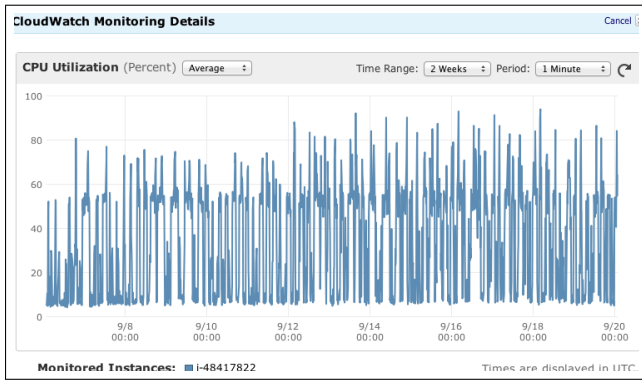 CloudWatch Monitoring Details Cancel
CPU Utilization (Percent) Average Time Range: 2 Weeks Period: 1 Minute
100
80
60
40
20
0
9/8 9/10 9/12 9/14 9/16 9/18 9/20
00:00 00:00 00:00 00:00 00:00 00:00 00:00
Monitored Instances: i-48417822 Times are displayed in UTC.